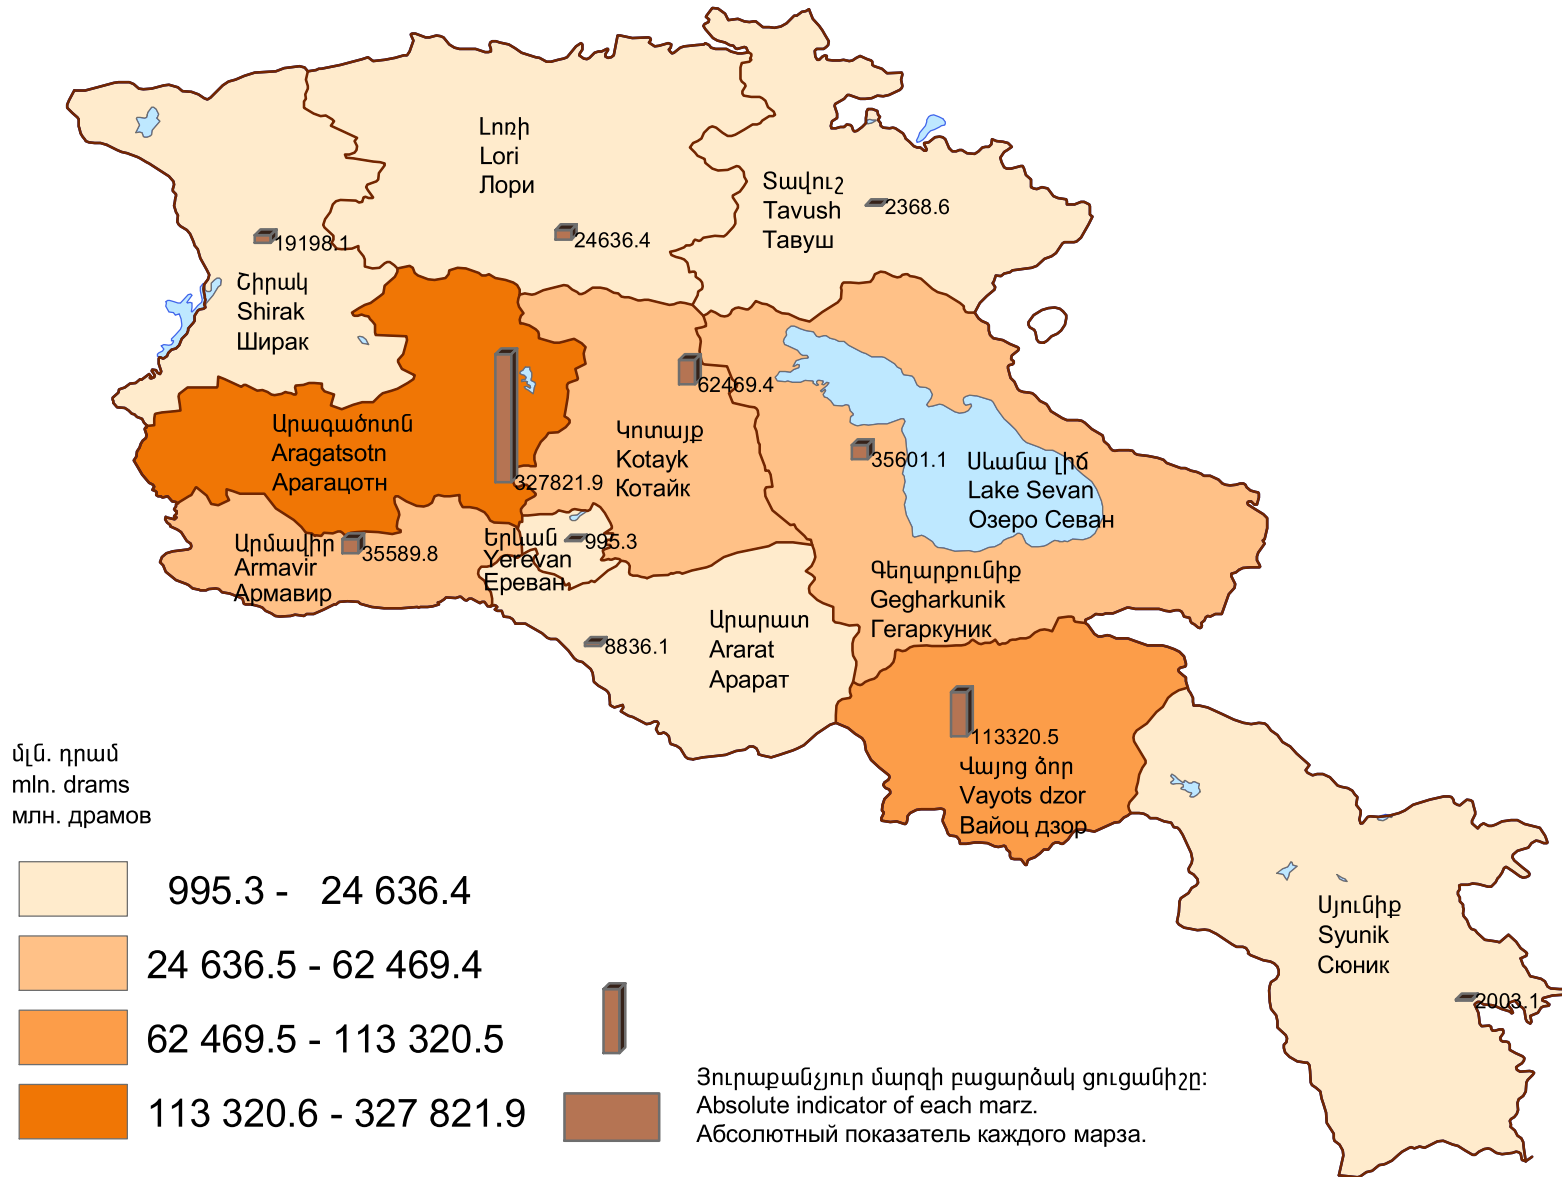 Լոռի
Lori
Лори
24636.4
Տավուշ
Tavush
Тавуш
2368.6
19198.1
Շիրակ
Shirak
Ширак
Արագածոտն
Aragatsotn
Арагацотн
327821.9
62469.4
Կոտայք
Kotayk
Котайк
35601.1
Սևանա լիճ
Lake Sevan
Озеро Севан
Արմավիր
Armavir
Армавир
35589.8
Երևան
Yerevan
Ереван
995.3
Գեղարքունիք
Gegharkunik
Гегаркуник
8836.1
Արարատ
Ararat
Арарат
113320.5
Վայոց ձոր
Vayots dzor
Вайоц дзор
Սյունիք
Syunik
Сюник
2003.1
մլն. դրամ
mln. drams
млн. драмов
995.3 - 24 636.4
24 636.5 - 62 469.4
62 469.5 - 113 320.5
113 320.6 - 327 821.9
Յուրաքանչյուր մարզի բացարձակ ցուցանիշը:
Absolute indicator of each marz.
Абсолютный показатель каждого марза.